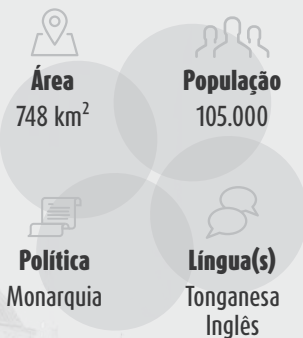 Área
748 km²
População
105.000
Política
Monarquia
Língua(s)
Tonganesa
Inglês